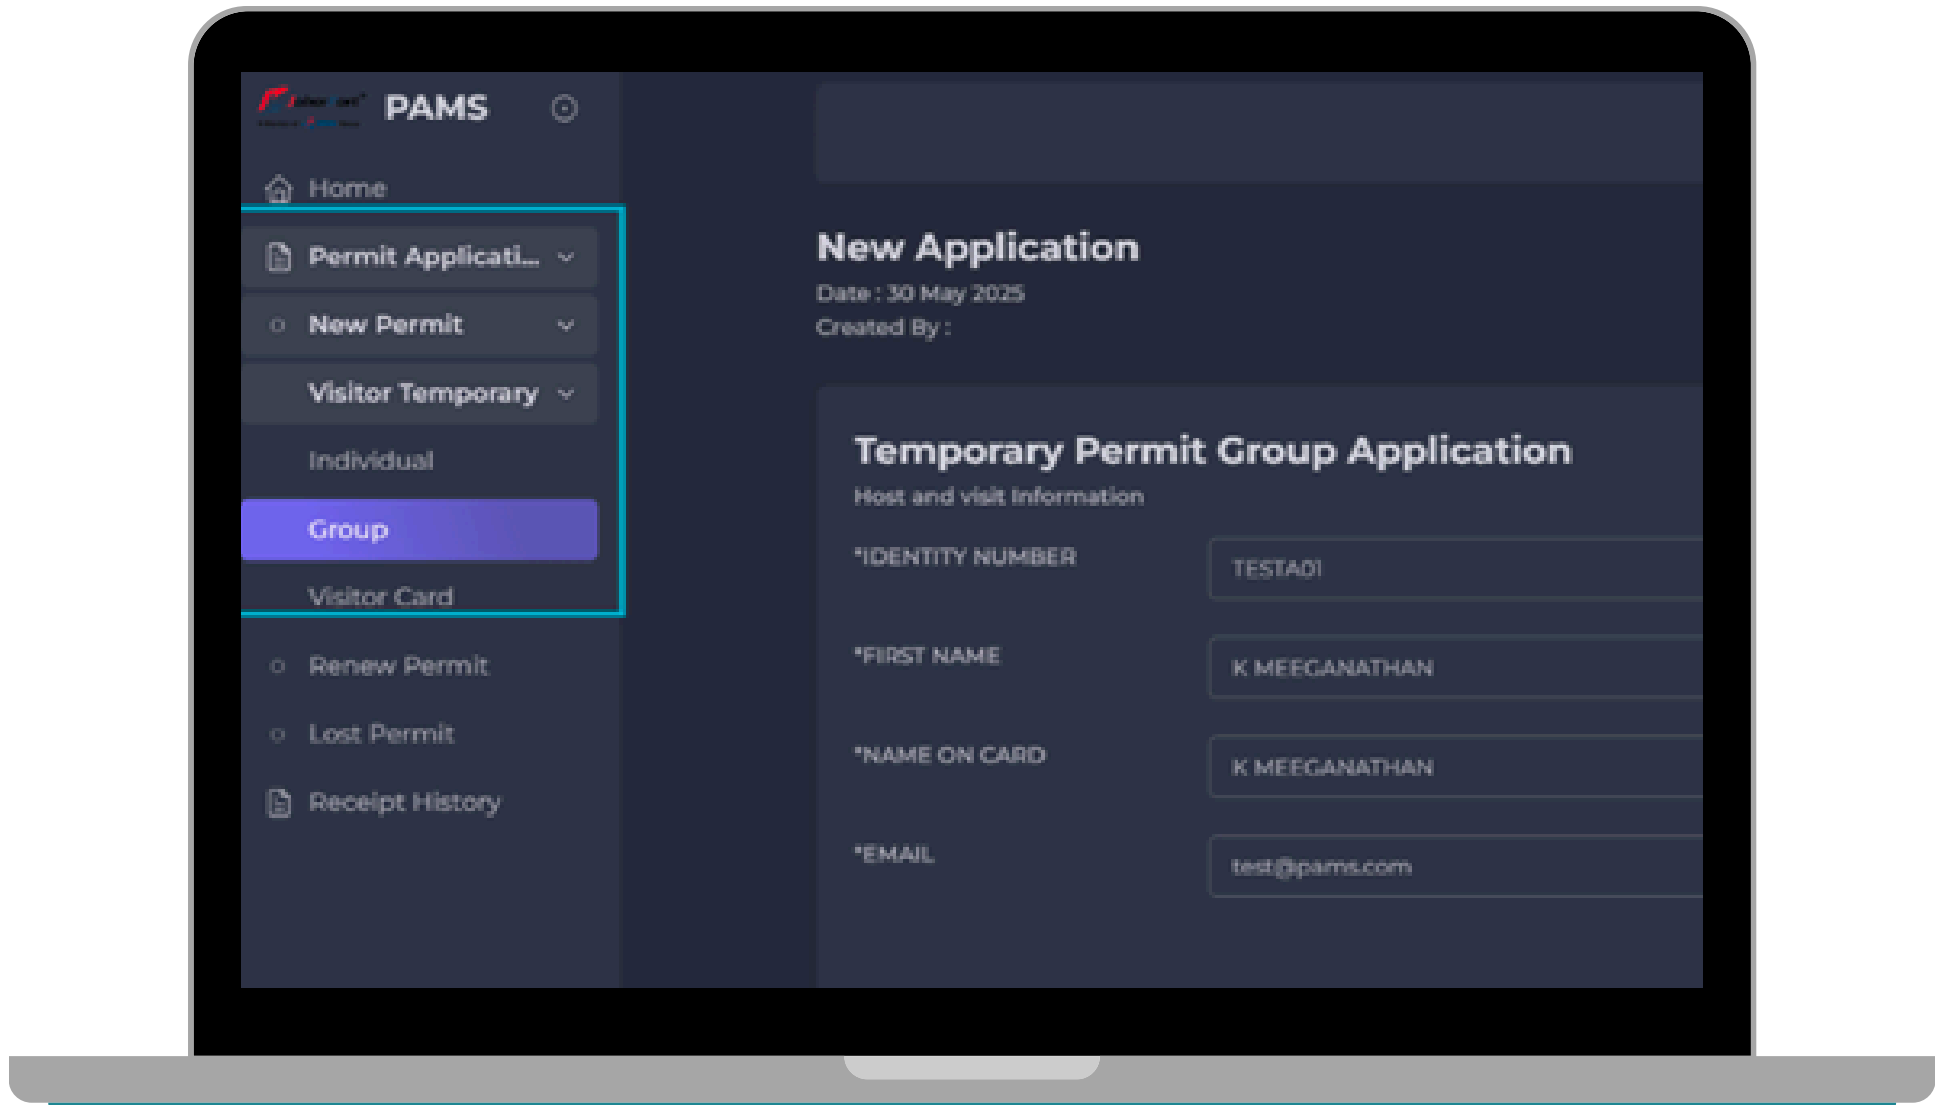 PAMS
Home
Permit Applicati...
New Permit
Visitor Temporary
Individual
Group
Visitor Card
Renew Permit
Lost Permit
Receipt History
New Application
Date : 30 May 2025
Created By :
Temporary Permit Group Application
Host and visit Information
*IDENTITY NUMBER
TESTA01
*FIRST NAME
K MEEGANATHAN
*NAME ON CARD
K MEEGANATHAN
*EMAIL
test@pams.com